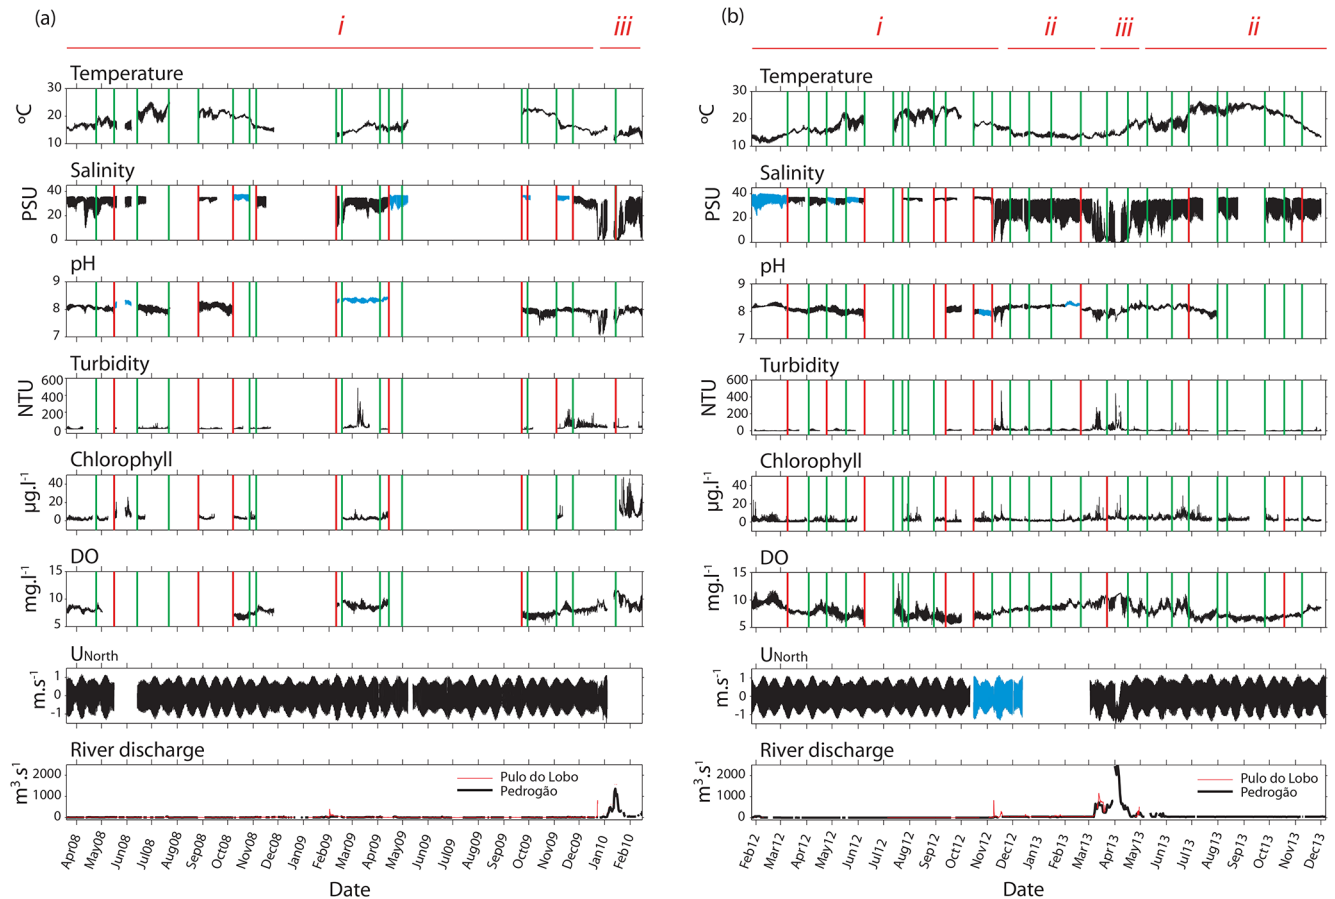 (a)
i
iii
Temperature
30
20
10
ºC
Salinity
40
20
0
PSU
pH
9
8
7
Turbidity
600
400
200
0
NTU
Chlorophyll
40
20
0
µg.l-1
DO
15
10
5
mg.l-1
UNorth
1
0
-1
m.s-1
River discharge
2000
1000
0
m3.s1
Pulo do Lobo
Pedrogão
Apr08
May08
Jun08
Jul08
Aug08
Sep08
Oct08
Nov08
Dec08
Jan09
Feb09
Mar09
Apr09
May09
Jun09
Jul09
Aug09
Sep09
Oct09
Nov09
Dec09
Jan10
Feb10
Date
(b)
i
ii
iii
ii
Temperature
30
20
10
ºC
Salinity
40
20
0
PSU
pH
9
8
7
Turbidity
600
400
200
0
NTU
Chlorophyll
40
20
0
µg.l-1
DO
15
10
5
mg.l-1
UNorth
1
0
-1
m.s-1
River discharge
2000
1000
0
m3.s1
Pulo do Lobo
Pedrogão
Feb12
Mar12
Apr12
May12
Jun12
Jul12
Aug12
Sep12
Oct12
Nov12
Dec12
Jan13
Feb13
Mar13
Apr13
May13
Jun13
Jul13
Aug13
Sep13
Oct13
Nov13
Dec13
Date